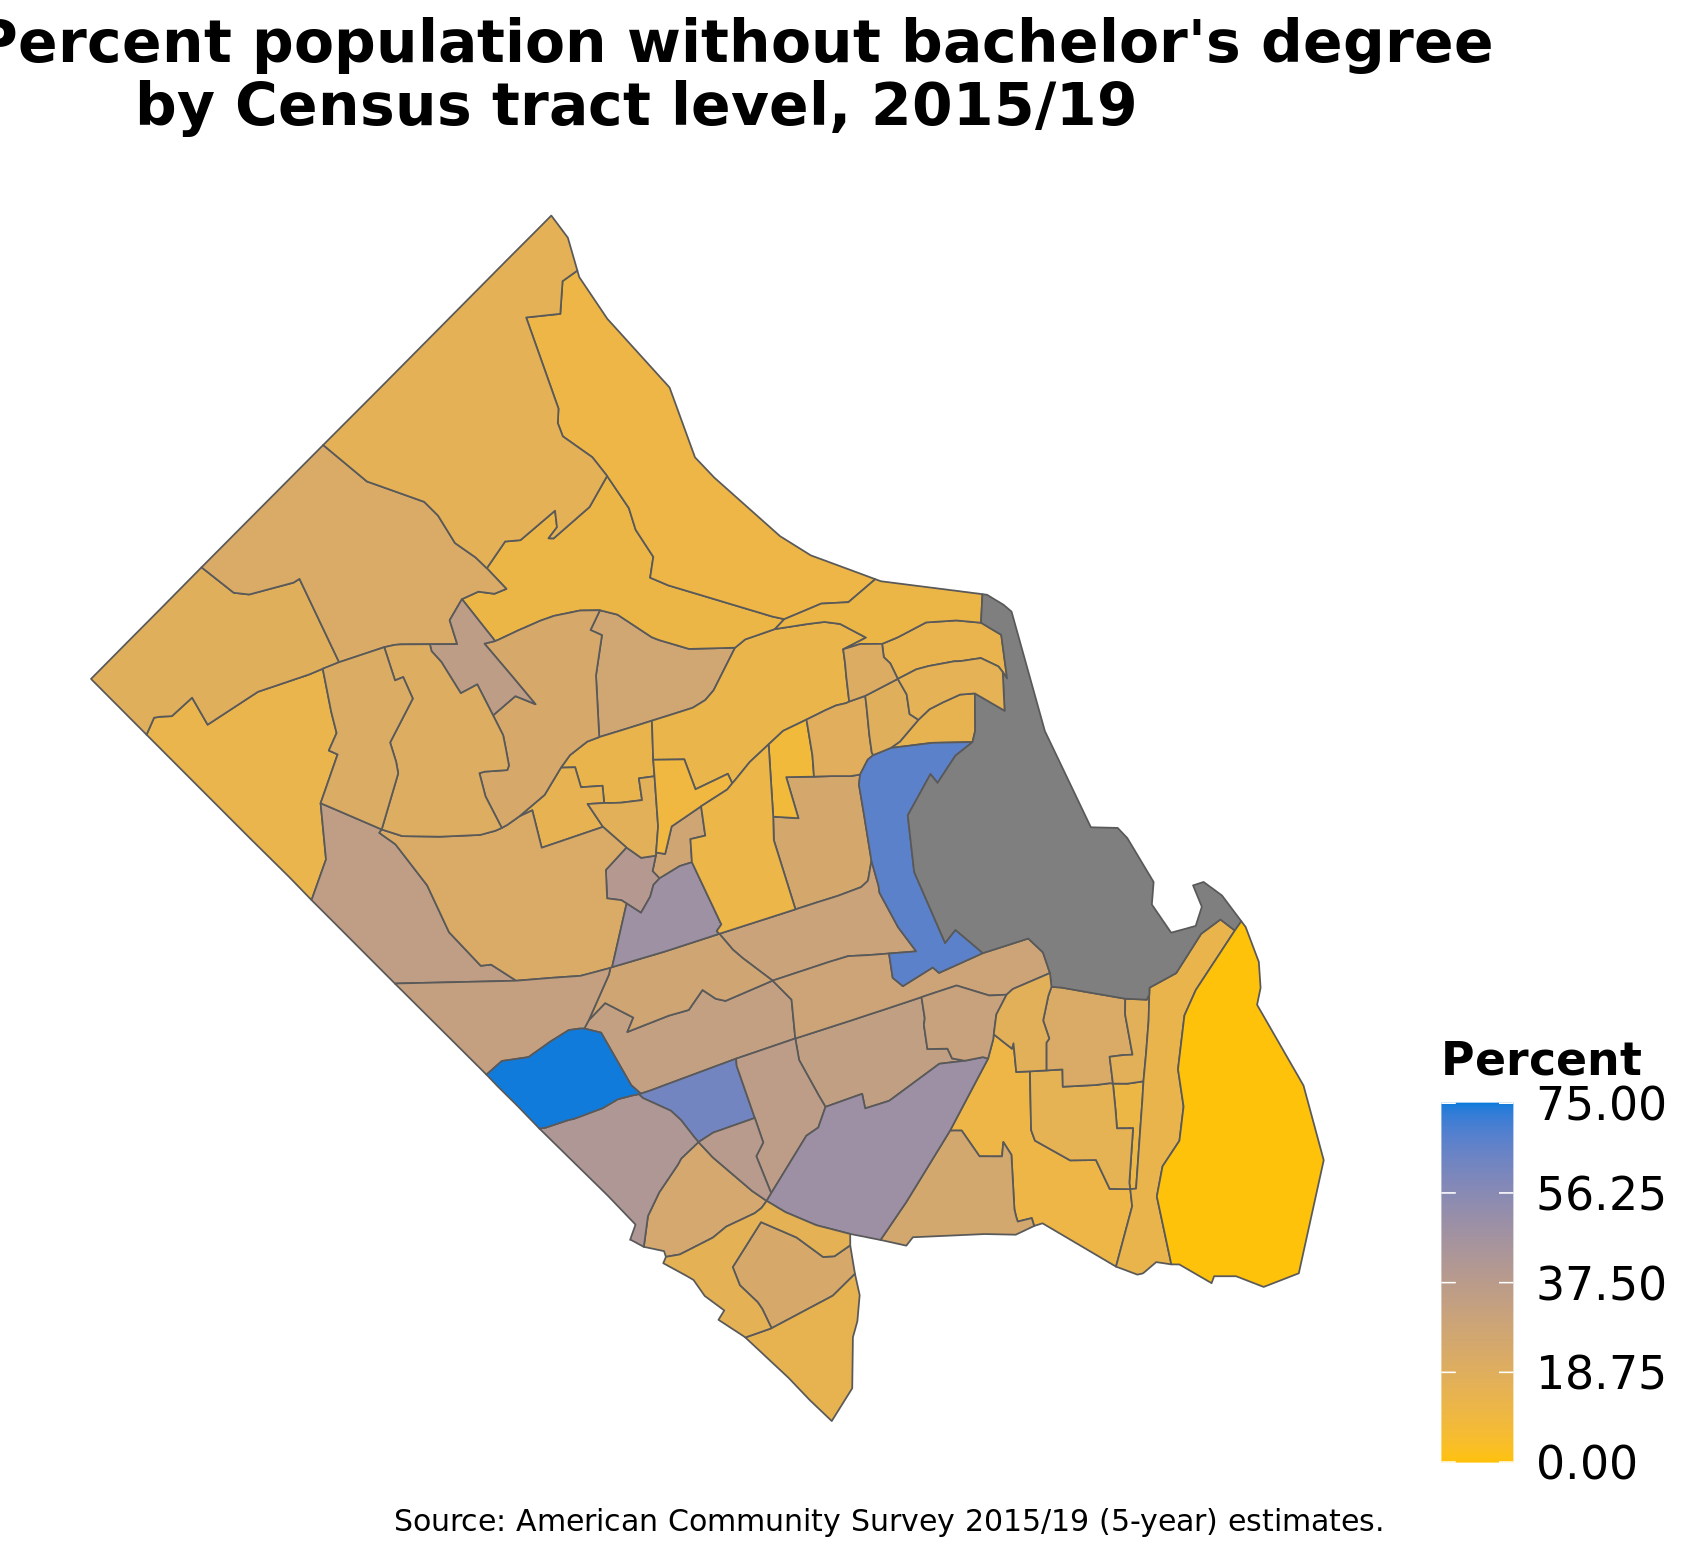 Percent population without bachelor's degree
by Census tract level, 2015/19
Percent
75.00
56.25
37.50
18.75
0.00
Source: American Community Survey 2015/19 (5-year) estimates.